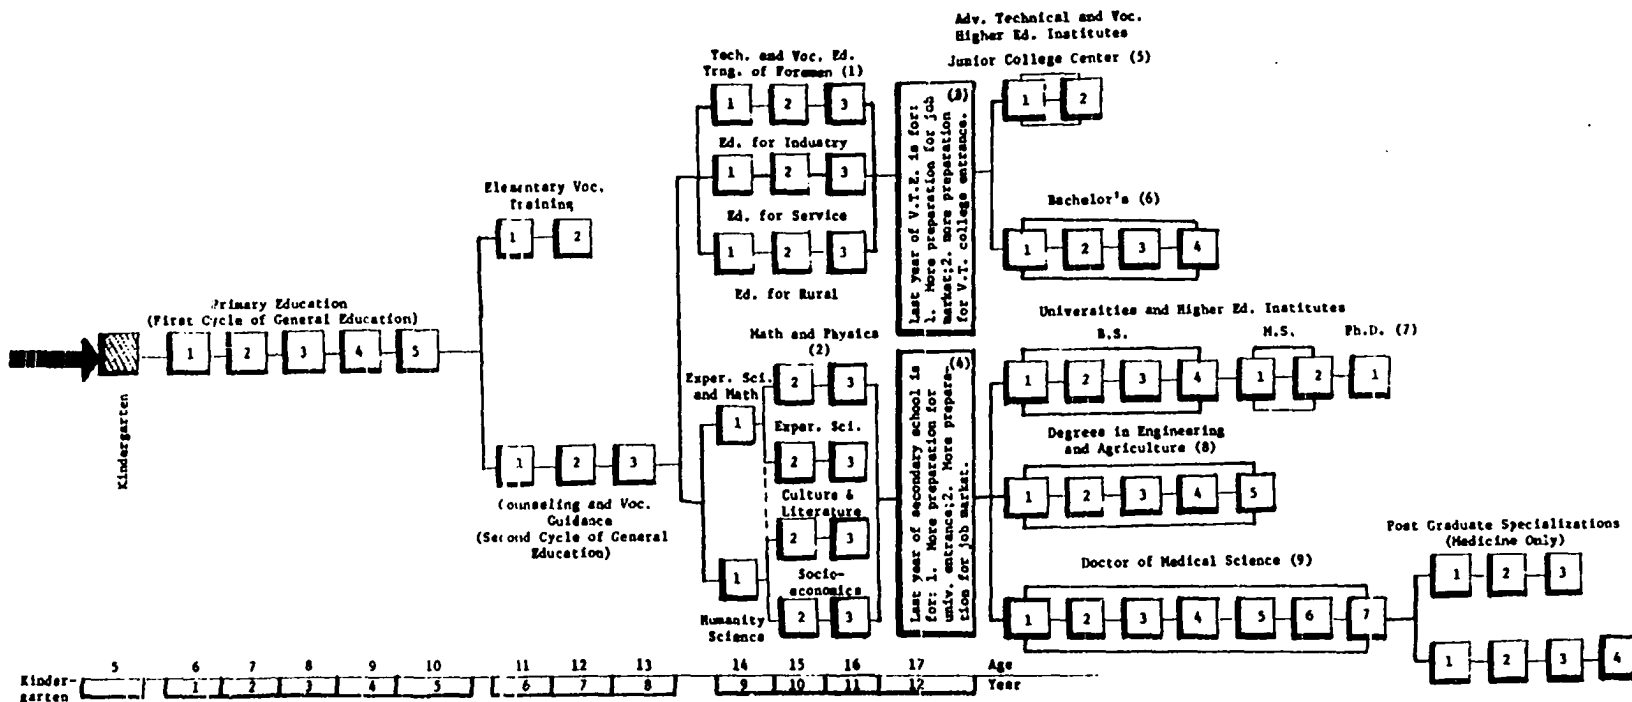 Adv. Technical and Voc.
Higher Ed. Institutes
Junior College Center (5)
1 2
Tech. and Voc. Ed.
Trng. of Foremen (1)
1 2 3
Ed. for Industry
1 2 3
Ed. for Service
1 2 3
Ed. for Rural
Last year of V.T.E. is for: (3)
1. More preparation for job
market;2. more preparation
for V.T. college entrance.
Bachelor's (6)
1 2 3 4
Elementary Voc.
Training
1 2
Primary Education
(First Cycle of General Education)
1 2 3 4 5
Kindergarten
1 2 3
Counseling and Voc.
Guidance
(Second Cycle of General
Education)
Math and Physics
(2)
2 3
Exper. Sci.
and Math
1
Exper. Sci.
2 3
Culture &
Literature
2 3
1
Socio-
economics
2 3
Humanity
Science
Last year of secondary school is (4)
for: 1. More preparation for
univ. entrance;2. More prepara-
tion for job market.
Universities and Higher Ed. Institutes
B.S. M.S. Ph.D. (7)
1 2 3 4 1 2 1
Degrees in Engineering
and Agriculture (8)
1 2 3 4 5
Doctor of Medical Science (9)
1 2 3 4 5 6 7
Post Graduate Specializations
(Medicine Only)
1 2 3
1 2 3 4
5 6 7 8 9 10 11 12 13 14 15 16 17 Age
Kinder-
garten
1 2 3 4 5 6 7 8 9 10 11 12 Year